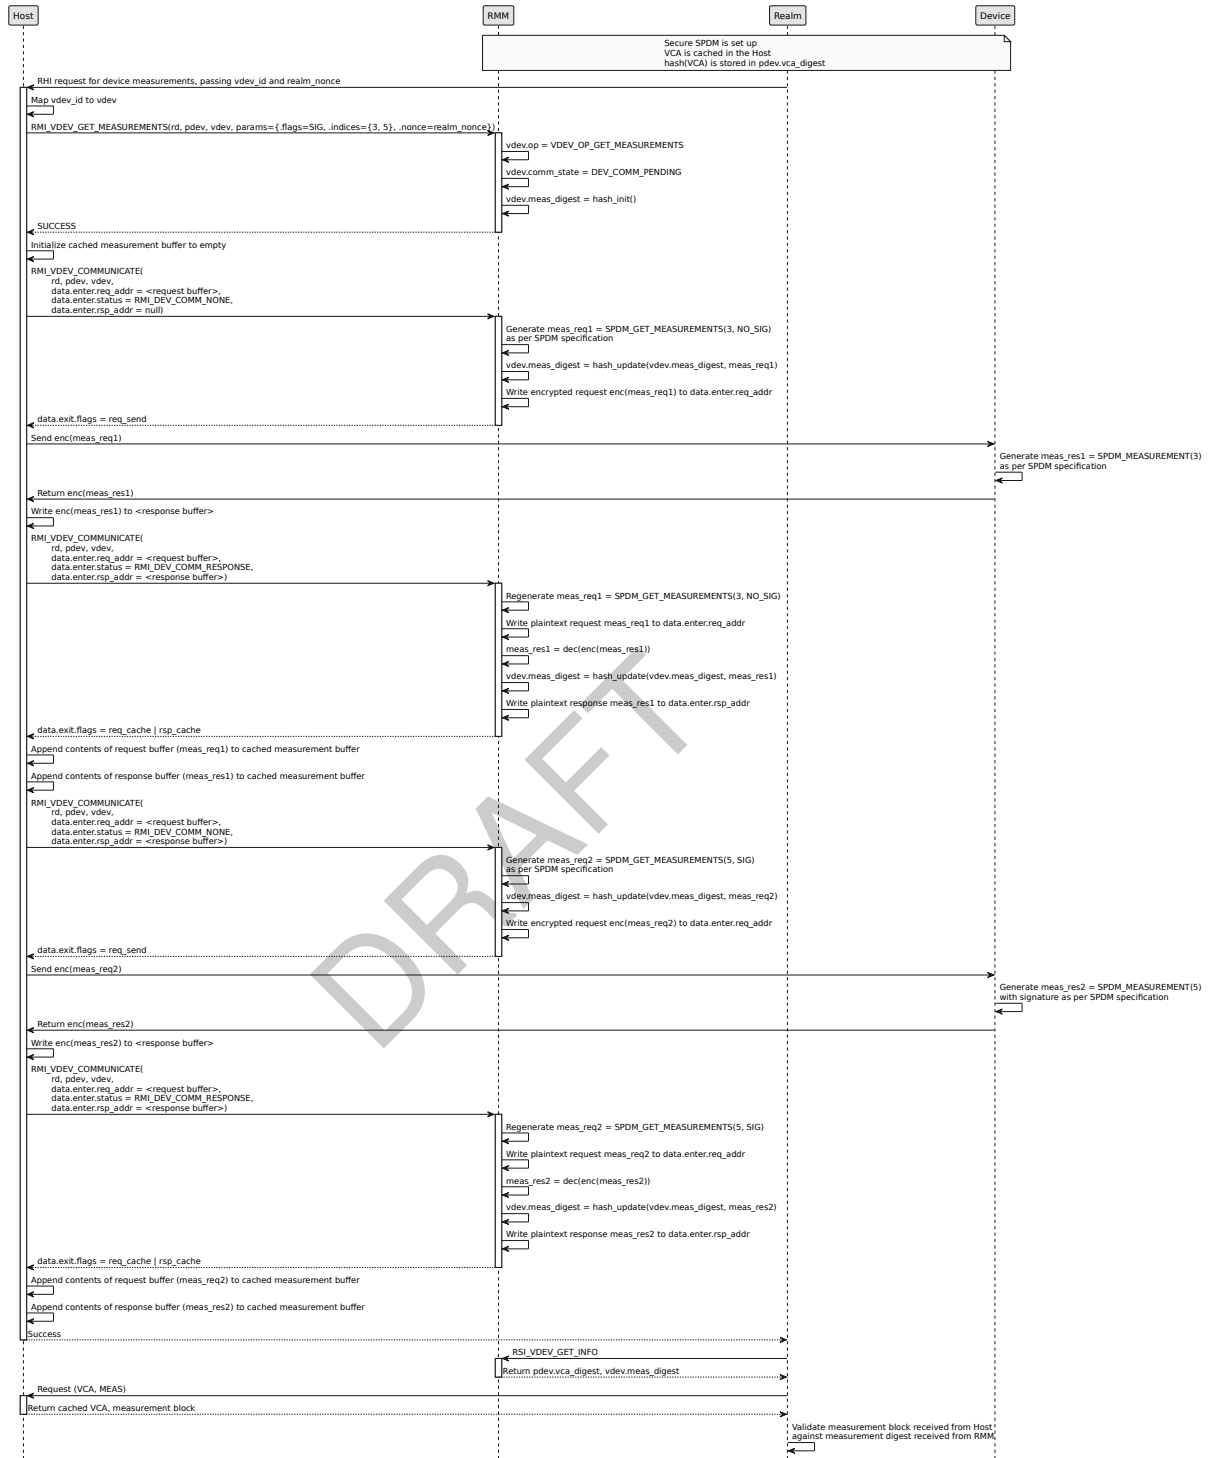 Host
RMM
Realm
Device
Secure SPDM is set up
VCA is cached in the Host
hash(VCA) is stored in pdev.vca_digest
RHI request for device measurements, passing vdev_id and realm_nonce
Map vdev_id to vdev
RMI_VDEV_GET_MEASUREMENTS(rd, pdev, vdev, params={.flags=SIG, .indices={3, 5}, .nonce=realm_nonce})
vdev.op = VDEV_OP_GET_MEASUREMENTS
vdev.comm_state = DEV_COMM_PENDING
vdev.meas_digest = hash_init()
SUCCESS
Initialize cached measurement buffer to empty
RMI_VDEV_COMMUNICATE(
rd, pdev, vdev,
data.enter.req_addr = <request buffer>,
data.enter.status = RMI_DEV_COMM_NONE,
data.enter.rsp_addr = null)
Generate meas_req1 = SPDM_GET_MEASUREMENTS(3, NO_SIG)
as per SPDM specification
vdev.meas_digest = hash_update(vdev.meas_digest, meas_req1)
Write encrypted request enc(meas_req1) to data.enter.req_addr
data.exit.flags = req_send
Send enc(meas_req1)
Generate meas_res1 = SPDM_MEASUREMENT(3)
as per SPDM specification
Return enc(meas_res1)
Write enc(meas_res1) to <response buffer>
RMI_VDEV_COMMUNICATE(
rd, pdev, vdev,
data.enter.req_addr = <request buffer>,
data.enter.status = RMI_DEV_COMM_RESPONSE,
data.enter.rsp_addr = <response buffer>)
Regenerate meas_req1 = SPDM_GET_MEASUREMENTS(3, NO_SIG)
Write plaintext request meas_req1 to data.enter.req_addr
meas_res1 = dec(enc(meas_res1))
vdev.meas_digest = hash_update(vdev.meas_digest, meas_res1)
Write plaintext response meas_res1 to data.enter.rsp_addr
data.exit.flags = req_cache | rsp_cache
Append contents of request buffer (meas_req1) to cached measurement buffer
Append contents of response buffer (meas_res1) to cached measurement buffer
RMI_VDEV_COMMUNICATE(
rd, pdev, vdev,
data.enter.req_addr = <request buffer>,
data.enter.status = RMI_DEV_COMM_NONE,
data.enter.rsp_addr = <response buffer>)
Generate meas_req2 = SPDM_GET_MEASUREMENTS(5, SIG)
as per SPDM specification
vdev.meas_digest = hash_update(vdev.meas_digest, meas_req2)
Write encrypted request enc(meas_req2) to data.enter.req_addr
data.exit.flags = req_send
Send enc(meas_req2)
Generate meas_res2 = SPDM_MEASUREMENT(5)
with signature as per SPDM specification
Return enc(meas_res2)
Write enc(meas_res2) to <response buffer>
RMI_VDEV_COMMUNICATE(
rd, pdev, vdev,
data.enter.req_addr = <request buffer>,
data.enter.status = RMI_DEV_COMM_RESPONSE,
data.enter.rsp_addr = <response buffer>)
Regenerate meas_req2 = SPDM_GET_MEASUREMENTS(5, SIG)
Write plaintext request meas_req2 to data.enter.req_addr
meas_res2 = dec(enc(meas_res2))
vdev.meas_digest = hash_update(vdev.meas_digest, meas_res2)
Write plaintext response meas_res2 to data.enter.rsp_addr
data.exit.flags = req_cache | rsp_cache
Append contents of request buffer (meas_req2) to cached measurement buffer
Append contents of response buffer (meas_res2) to cached measurement buffer
Success
RSI_VDEV_GET_INFO
Return pdev.vca_digest, vdev.meas_digest
Request (VCA, MEAS)
Return cached VCA, measurement block
Validate measurement block received from Host
against measurement digest received from RMM
DRAFT